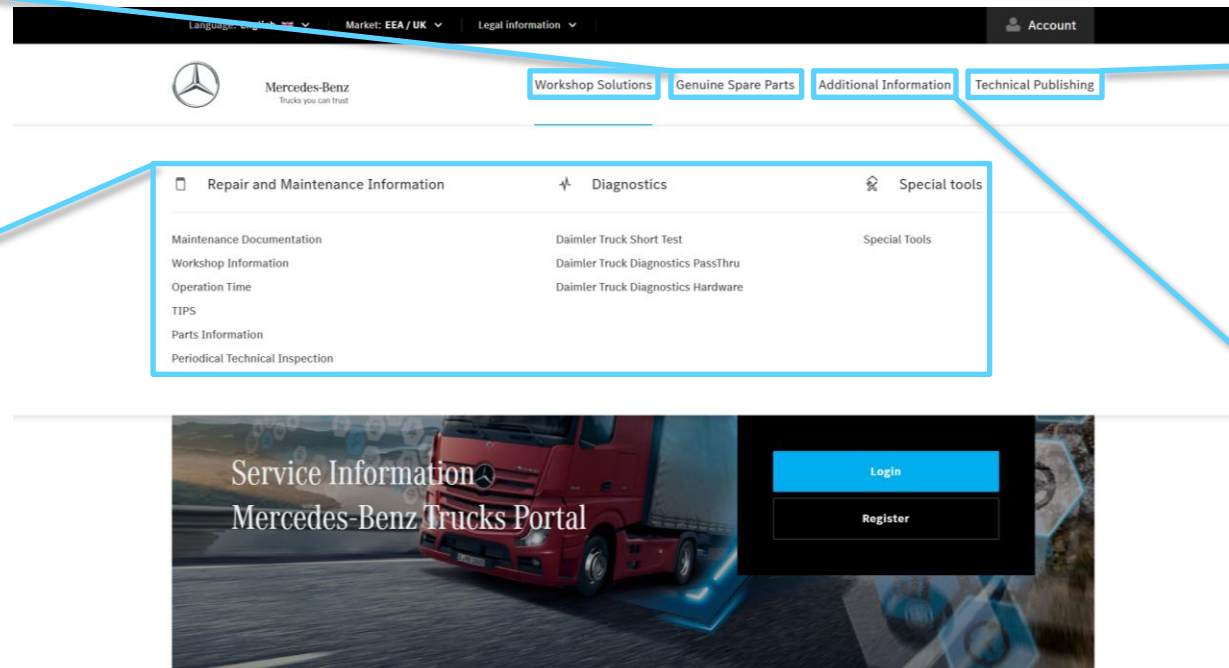 Language: English Market: EEA / UK Legal information Account
Mercedes-Benz
Trucks you can trust
Workshop Solutions Genuine Spare Parts Additional Information Technical Publishing
Repair and Maintenance Information Diagnostics Special tools
Maintenance Documentation Daimler Truck Short Test Special Tools
Workshop Information Daimler Truck Diagnostics PassThru
Operation Time Daimler Truck Diagnostics Hardware
TIPS
Parts Information
Periodical Technical Inspection
Service Information
Mercedes-Benz Trucks Portal
Login
Register